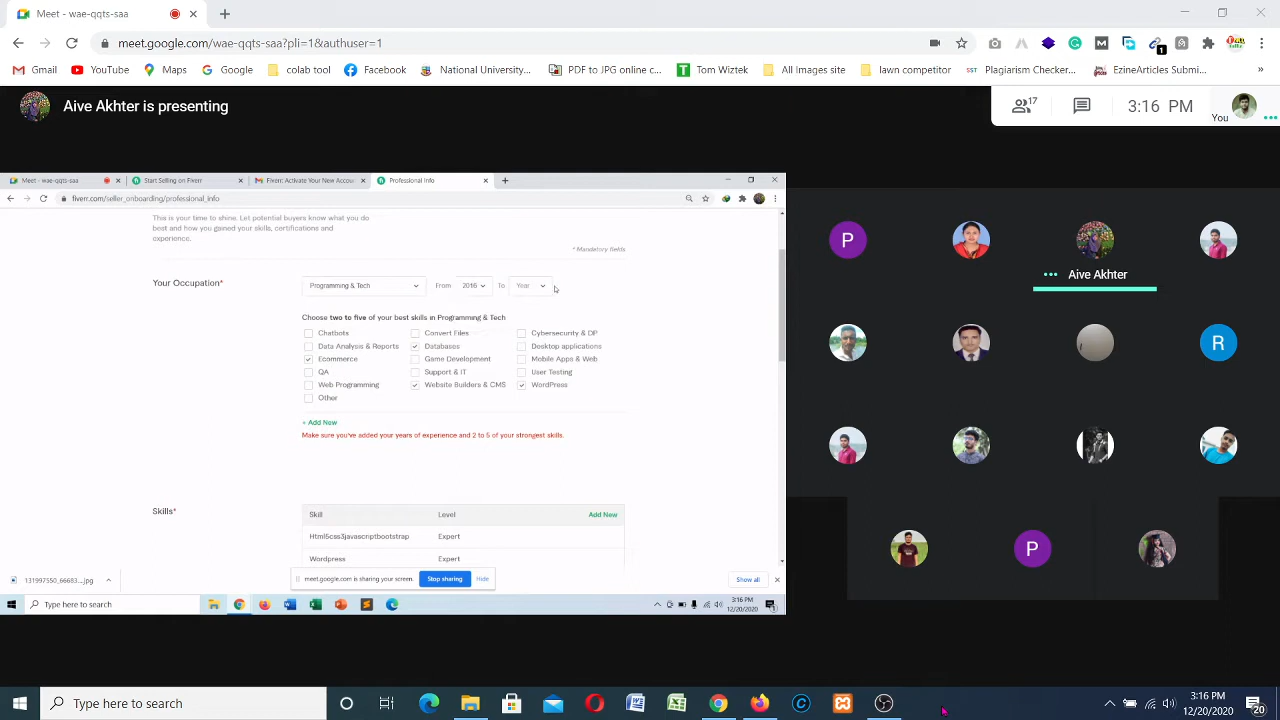 Meet - wae-qqts-saa
meet.google.com/wae-qqts-saa?pli=1&authuser=1
1
Gmail YouTube Maps Google colab tool Facebook National University... PDF to JPG online c... Tom Wiztek All Images site lawn competitor SST Plagiarism Checker... EzineArticles Submi... »
Aive Akhter is presenting
17 3:16 PM You
Meet - wae-qqts-saa Start Selling on Fiverr Fiverr: Activate Your New Accou Professional Info
fiverr.com/seller_onboarding/professional_info
This is your time to shine. Let potential buyers know what you do
best and how you gained your skills, certifications and
experience.
* Mandatory fields
Your Occupation* Programming & Tech From 2016 To Year
Choose two to five of your best skills in Programming & Tech
Chatbots Convert Files Cybersecurity & DP
Data Analysis & Reports Databases Desktop applications
Ecommerce Game Development Mobile Apps & Web
QA Support & IT User Testing
Web Programming Website Builders & CMS WordPress
Other
+ Add New
Make sure you've added your years of experience and 2 to 5 of your strongest skills.
Skills* Skill Level Add New
Html5css3javascriptbootstrap Expert
Wordpress Expert
meet.google.com is sharing your screen. Stop sharing Hide
131997550_66683....jpg Show all
Type here to search
3:16 PM
12/20/2020
P
Aive Akhter
R
P
Type here to search
3:16 PM
12/20/2020
20